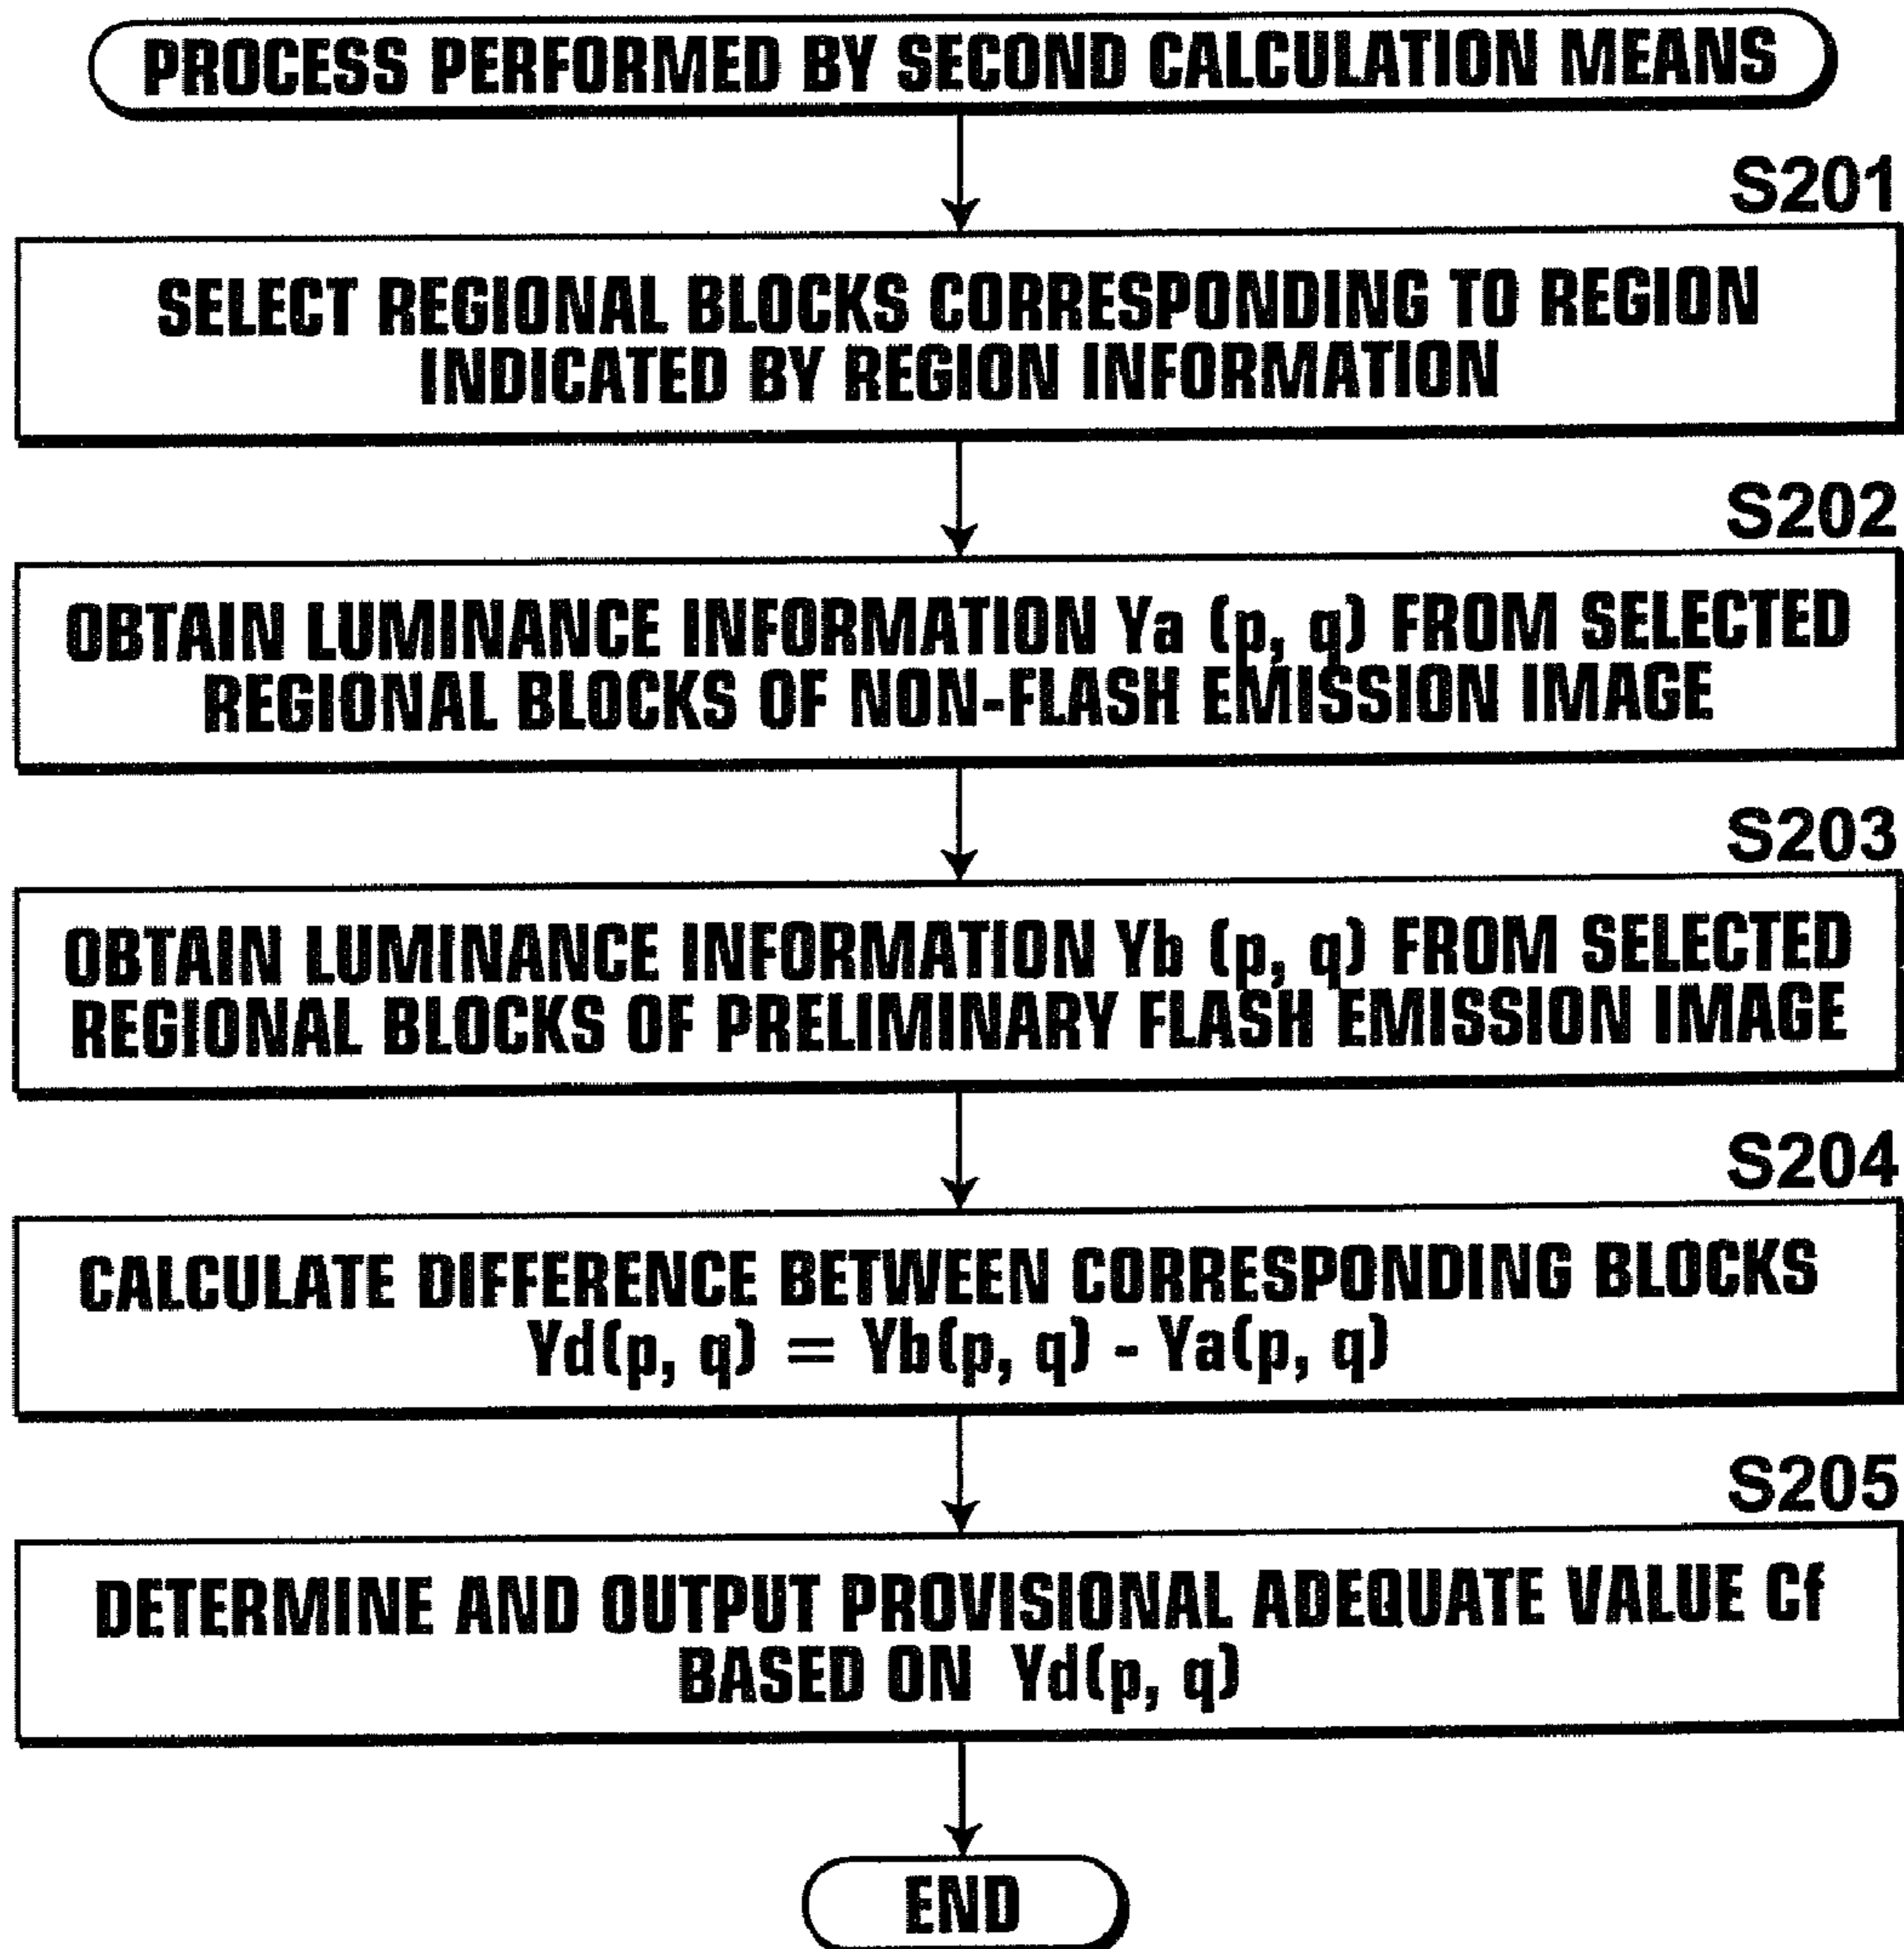 PROCESS PERFORMED BY SECOND CALCULATION MEANS
S201
SELECT REGIONAL BLOCKS CORRESPONDING TO REGION
INDICATED BY REGION INFORMATION
S202
OBTAIN LUMINANCE INFORMATION Ya (p, q) FROM SELECTED
REGIONAL BLOCKS OF NON-FLASH EMISSION IMAGE
S203
OBTAIN LUMINANCE INFORMATION Yb (p, q) FROM SELECTED
REGIONAL BLOCKS OF PRELIMINARY FLASH EMISSION IMAGE
S204
CALCULATE DIFFERENCE BETWEEN CORRESPONDING BLOCKS
Yd(p, q) = Yb(p, q) - Ya(p, q)
S205
DETERMINE AND OUTPUT PROVISIONAL ADEQUATE VALUE Cf
BASED ON Yd(p, q)
END